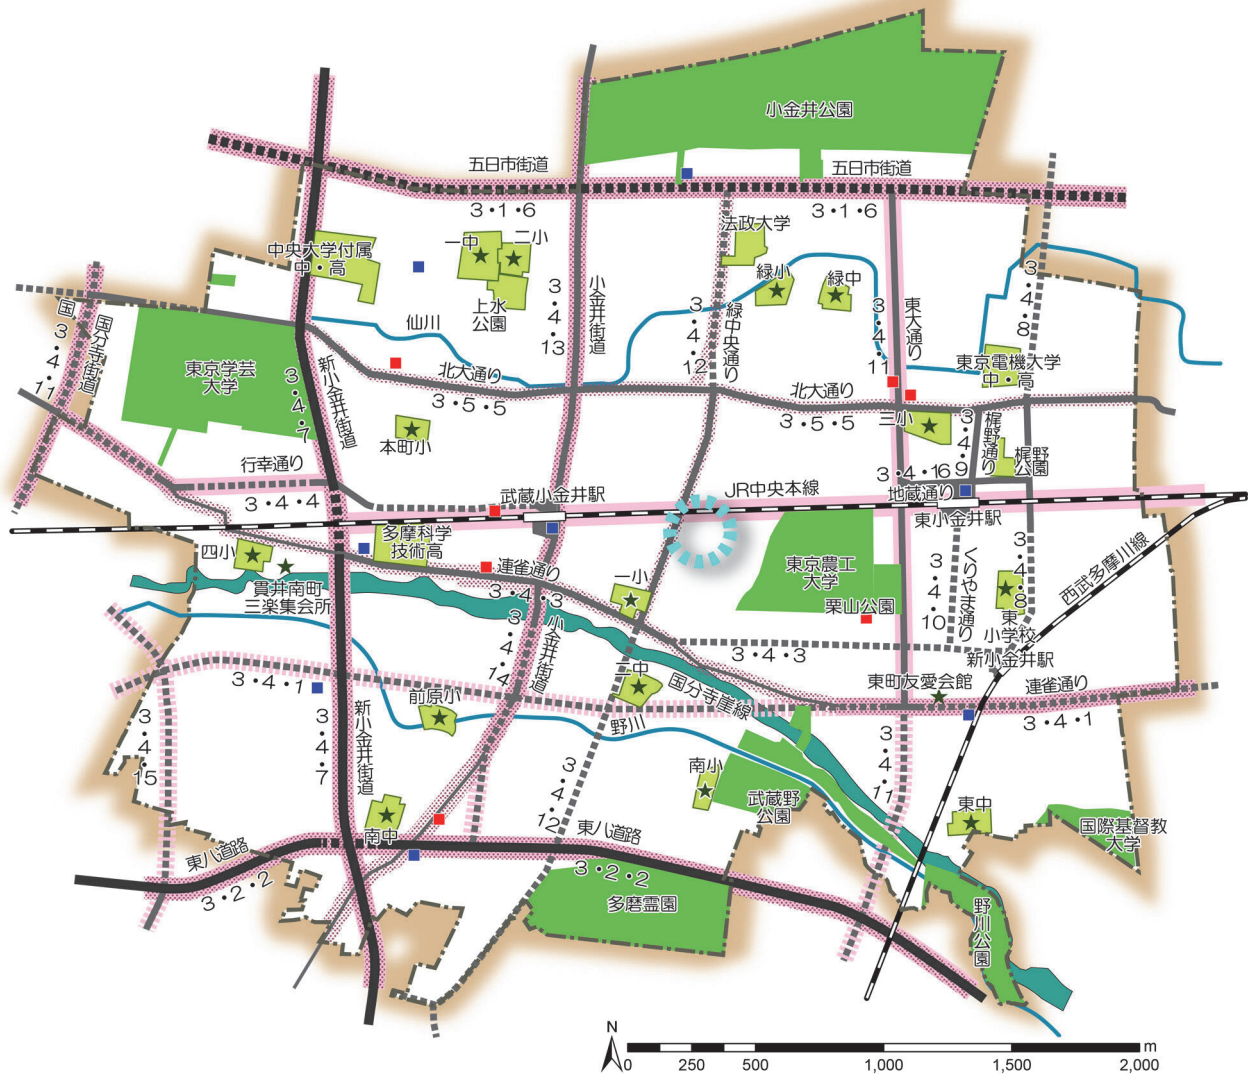 小金井公園
五日市街道
五日市街道
3・1・6
3・1・6
法政大学
中央大学付属
中・高
一中
二小
上水
公園
緑小
緑中
3・4・8
小金井街道
3・4・13
仙川
緑中央通り
3・4・12
東大通り
3・4・11
国
3・4・11
国分寺街道
東京学芸
大学
新小金井街道
3・4・7
北大通り
3・5・5
北大通り
3・5・5
東京電機大学
中・高
本町小
三小
梶野通り
3・4・9
梶野
公園
行幸通り
3・4・4
3・4・16
地蔵通り
武蔵小金井駅
JR中央本線
東小金井駅
四小
多摩科学
技術高
連雀通り
3・4・3
貫井南町
三楽集会所
一小
東京農工
大学
栗山公園
くりやま通り
3・4・10
3・4・8
西武多摩川線
東
小学校
新小金井駅
小金井街道
3・4・14
3・4・3
二中
国分寺崖線
東町友愛会館
連雀通り
3・4・1
3・4・1
前原小
野川
3・4・15
3・4・7
新小金井街道
3・4・12
3・4・11
南小
武蔵野
公園
東中
国際基督教
大学
南中
東八道路
3・2・2
東八道路
3・2・2
多磨霊園
野川公園
N
0 250 500 1,000 1,500 2,000 m